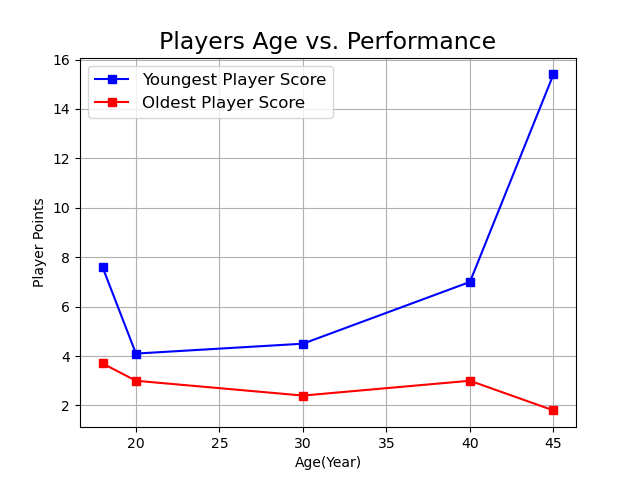 Players Age vs. Performance
Youngest Player Score
Oldest Player Score
16
14
12
10
8
6
4
2
Player Points
20 25 30 35 40 45
Age(Year)